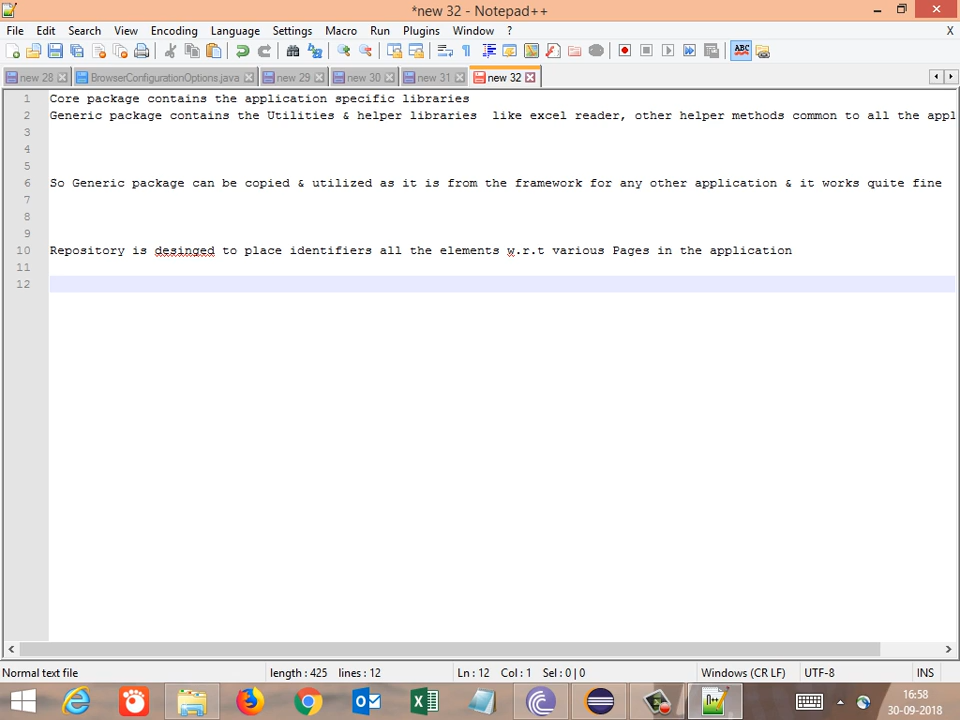 *new 32 - Notepad++
File Edit Search View Encoding Language Settings Macro Run Plugins Window ? X
new 28 BrowserConfigurationOptions.java new 29 new 30 new 31 new 32
1 Core package contains the application specific libraries
2 Generic package contains the Utilities & helper libraries  like excel reader, other helper methods common to all the appl
3
4
5
6 So Generic package can be copied & utilized as it is from the framework for any other application & it works quite fine
7
8
9
10 Repository is desinged to place identifiers all the elements w.r.t various Pages in the application
11
12
Normal text file length : 425 lines : 12 Ln : 12 Col : 1 Sel : 0 | 0 Windows (CR LF) UTF-8 INS
16:58
30-09-2018